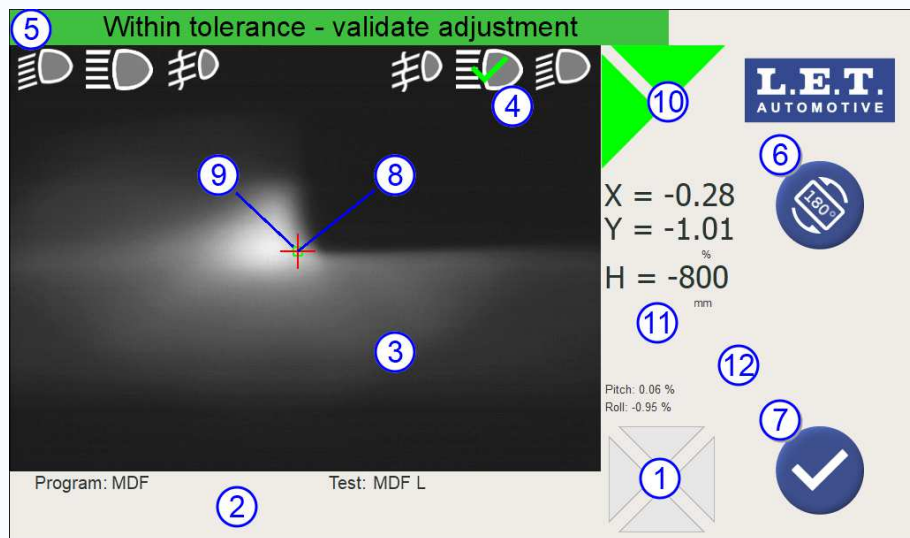 5
Within tolerance - validate adjustment
4
10
L.E.T.
AUTOMOTIVE
6
180°
9
8
X = -0.28
Y = -1.01
%
H = -800
mm
11
3
12
Pitch: 0.06 %
Roll: -0.95 %
7
1
Program: MDF
Test: MDF L
2